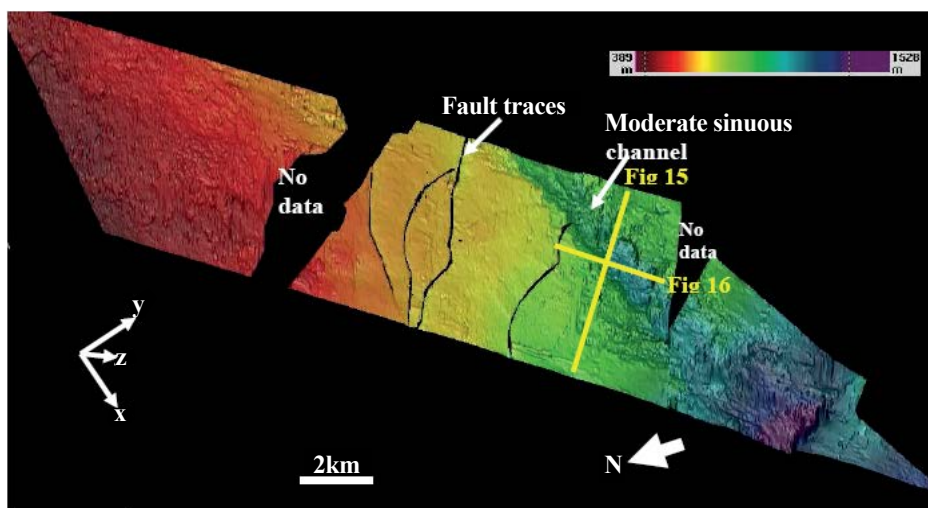 389
m
1528
m
Fault traces
Moderate sinuous
channel
Fig 15
No
data
No
data
Fig 16
y
z
x
2km
N